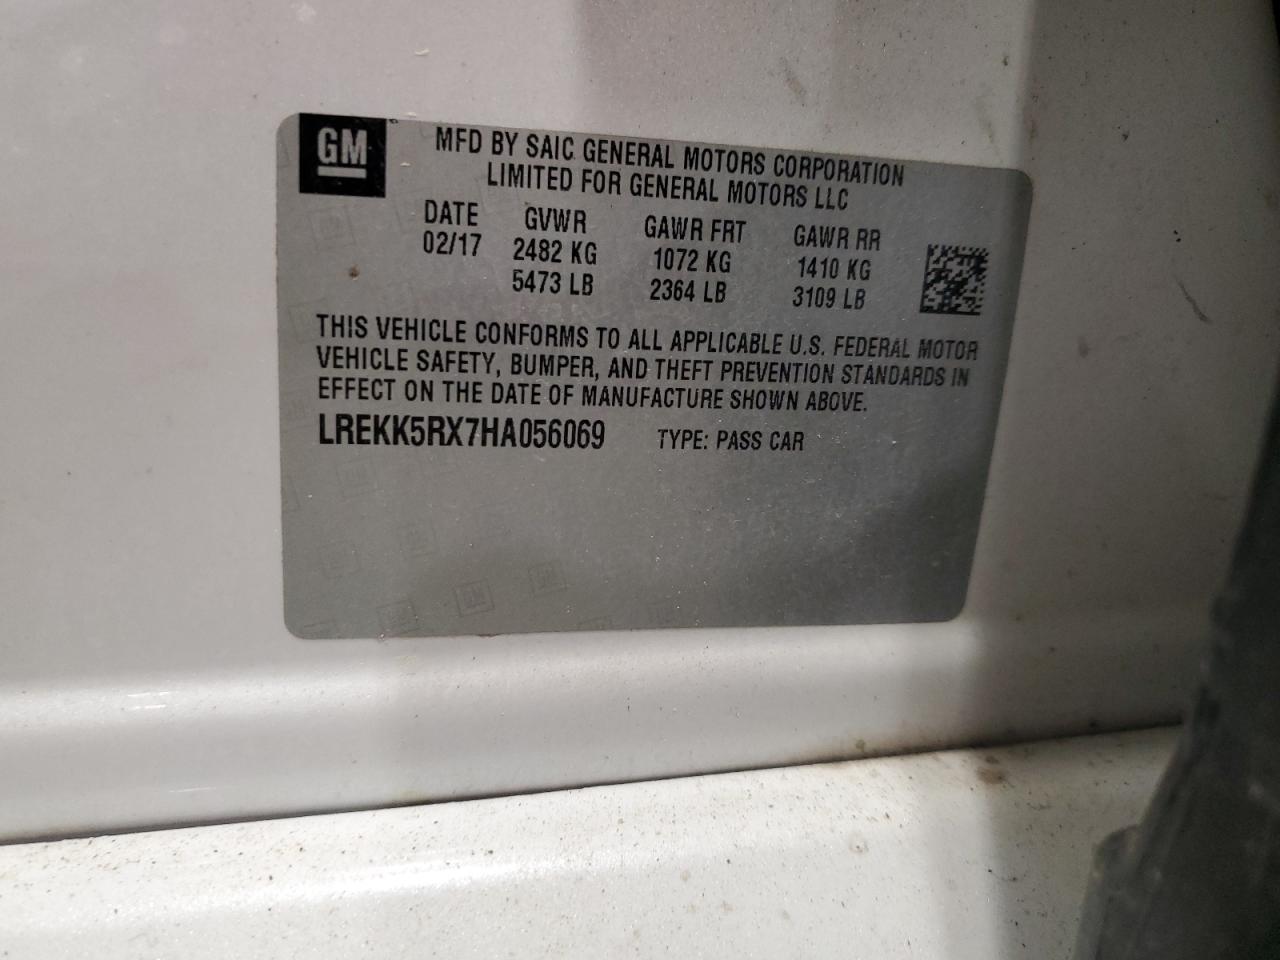 GM
MFD BY SAIC GENERAL MOTORS CORPORATION
LIMITED FOR GENERAL MOTORS LLC
DATE GVWR GAWR FRT GAWR RR
02/17 2482 KG 1072 KG 1410 KG
5473 LB 2364 LB 3109 LB
THIS VEHICLE CONFORMS TO ALL APPLICABLE U.S. FEDERAL MOTOR
VEHICLE SAFETY, BUMPER, AND THEFT PREVENTION STANDARDS IN
EFFECT ON THE DATE OF MANUFACTURE SHOWN ABOVE.
LREKK5RX7HA056069 TYPE: PASS CAR